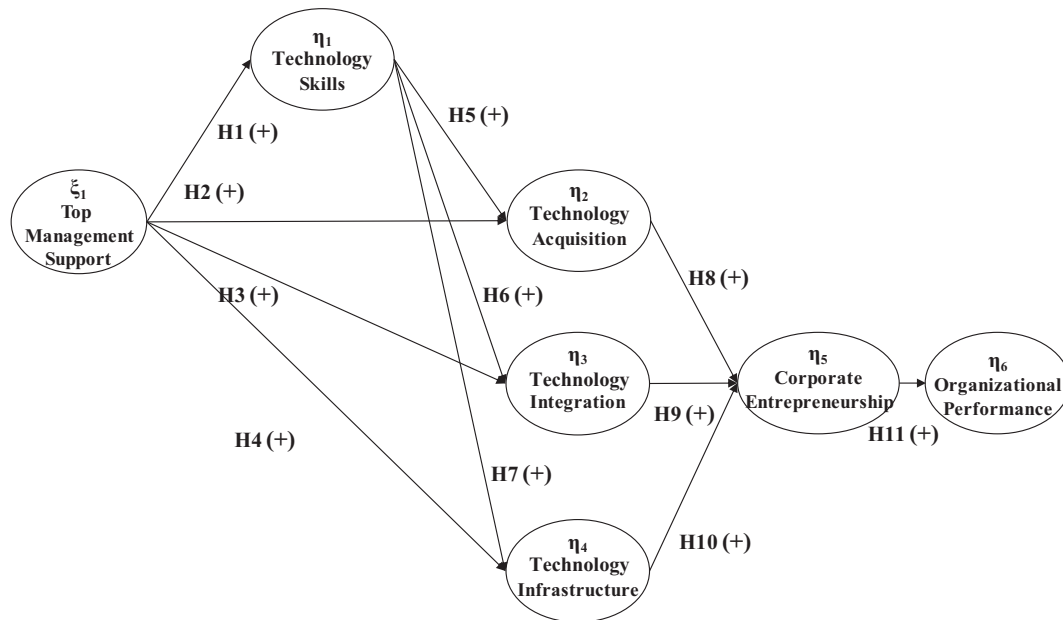 η1
Technology
Skills
H5 (+)
H1 (+)
ξ1
Top
Management
Support
H2 (+)
η2
Technology
Acquisition
H8 (+)
H3 (+)
H6 (+)
η3
Technology
Integration
η5
Corporate
Entrepreneurship
η6
Organizational
Performance
H9 (+)
H11 (+)
H4 (+)
H7 (+)
H10 (+)
η4
Technology
Infrastructure